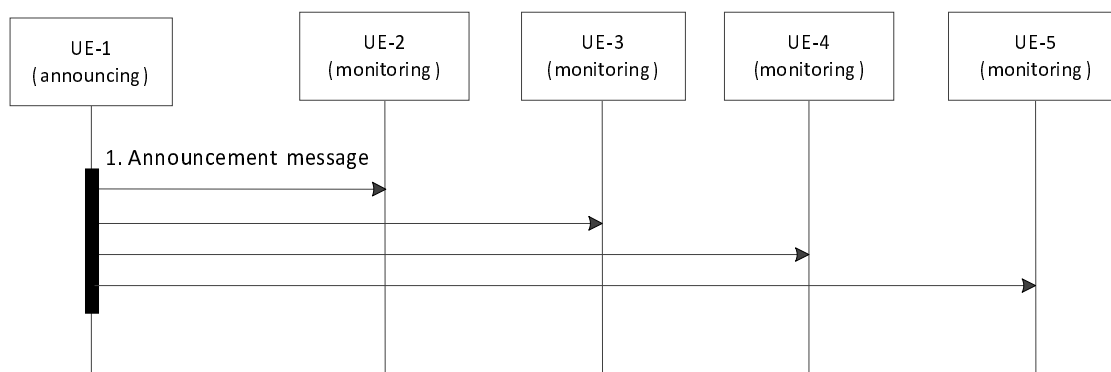 UE-1
(announcing)
UE-2
(monitoring)
UE-3
(monitoring)
UE-4
(monitoring)
UE-5
(monitoring)
1. Announcement message